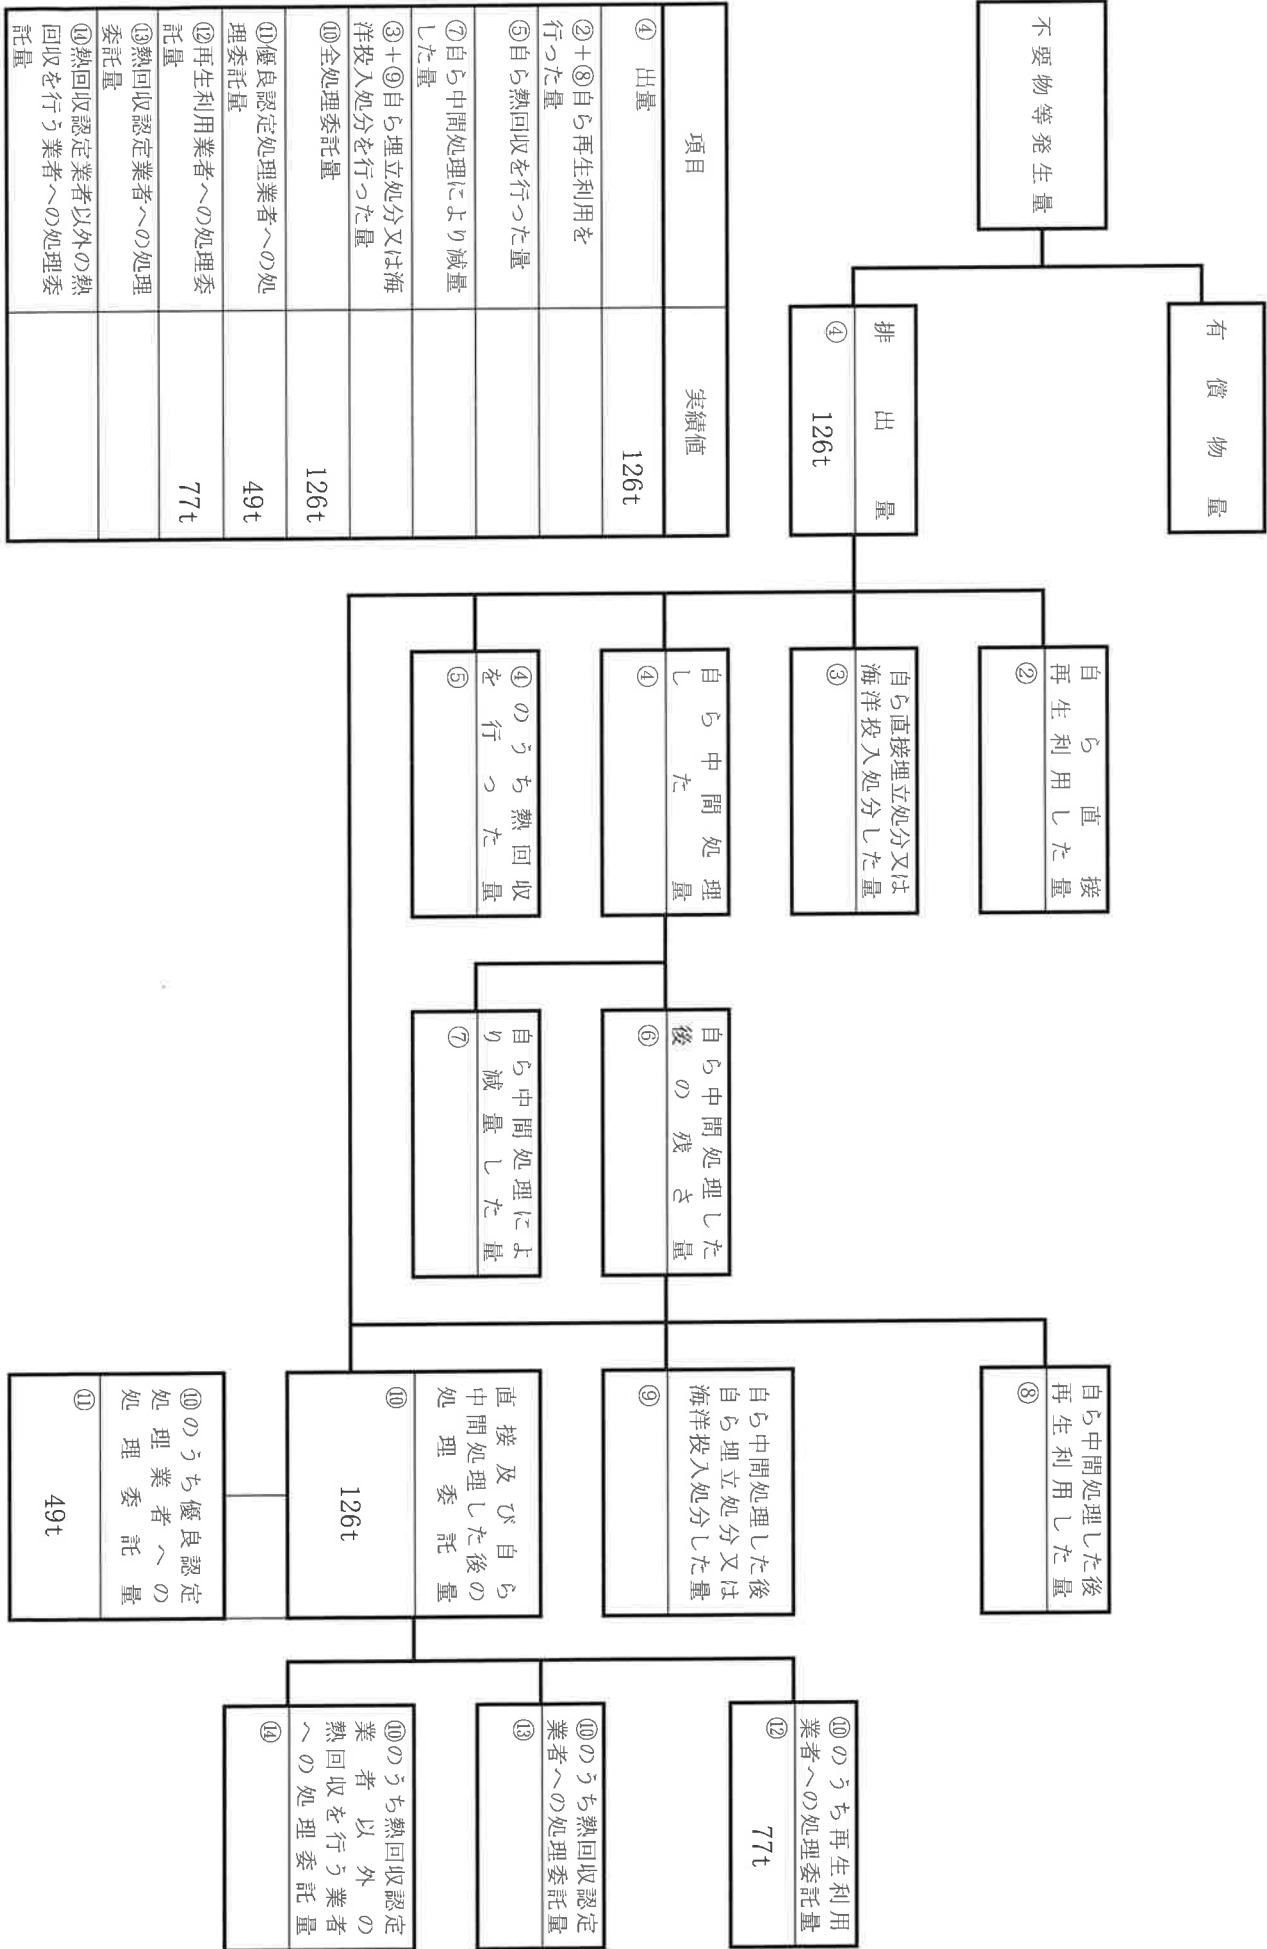 不要物等発生量
有償物量
排出量
④
126t
自ら直接
再生利用した量
②
自ら直接埋立処分又は
海洋投入処分した量
③
自ら中間処理
した量
④
④のうち熱回収
を行った量
⑤
自ら中間処理した
後の残さ量
⑥
自ら中間処理によ
り減量した量
⑦
自ら中間処理した後
再生利用した量
⑧
自ら中間処理した後
自ら埋立処分又は
海洋投入処分した量
⑨
直接及び自ら
中間処理した後の
処理委託量
⑩
126t
⑩のうち優良認定
処理業者への
処理委託量
⑪
49t
⑩のうち再生利用
業者への処理委託量
⑫
77t
⑩のうち熱回収認定
業者への処理委託量
⑬
⑩のうち熱回収認定
業者以外の
熱回収を行う業者
への処理委託量
⑭
項目
実績値
④ 出量
126t
②+⑧自ら再生利用を
行った量
⑤自ら熱回収を行った量
⑦自ら中間処理により減量
した量
③+⑨自ら埋立処分又は海
洋投入処分を行った量
⑩全処理委託量
126t
⑪優良認定処理業者への処
理委託量
49t
⑫再生利用業者への処理委
託量
77t
⑬熱回収認定業者への処理
委託量
⑭熱回収認定業者以外の熱
回収を行う業者への処理委
託量